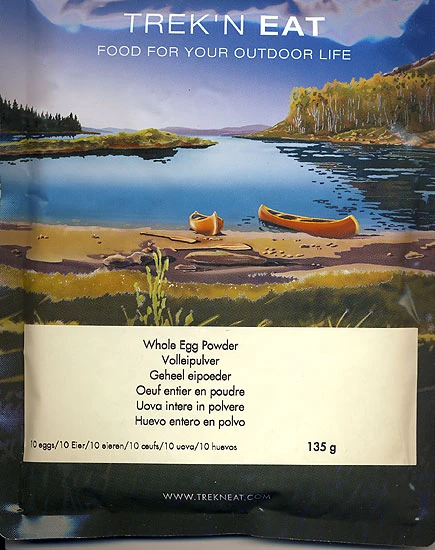 TREK'N EAT
FOOD FOR YOUR OUTDOOR LIFE
Whole Egg Powder
Volleipulver
Geheel eipoeder
Oeuf entier en poudre
Uova intere in polvere
Huevo entero en polvo
10 eggs/10 Eier/10 eieren/10 œufs/10 uova/10 huevos 135 g
WWW.TREKNEAT.COM